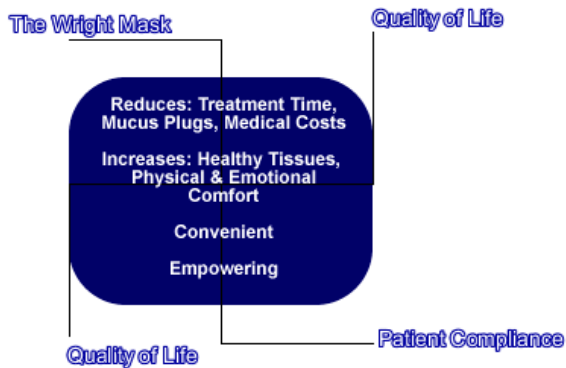 The Wright Mask
Quality of Life
Reduces: Treatment Time,
Mucus Plugs, Medical Costs
Increases: Healthy Tissues,
Physical & Emotional
Comfort
Convenient
Empowering
Patient Compliance
Quality of Life